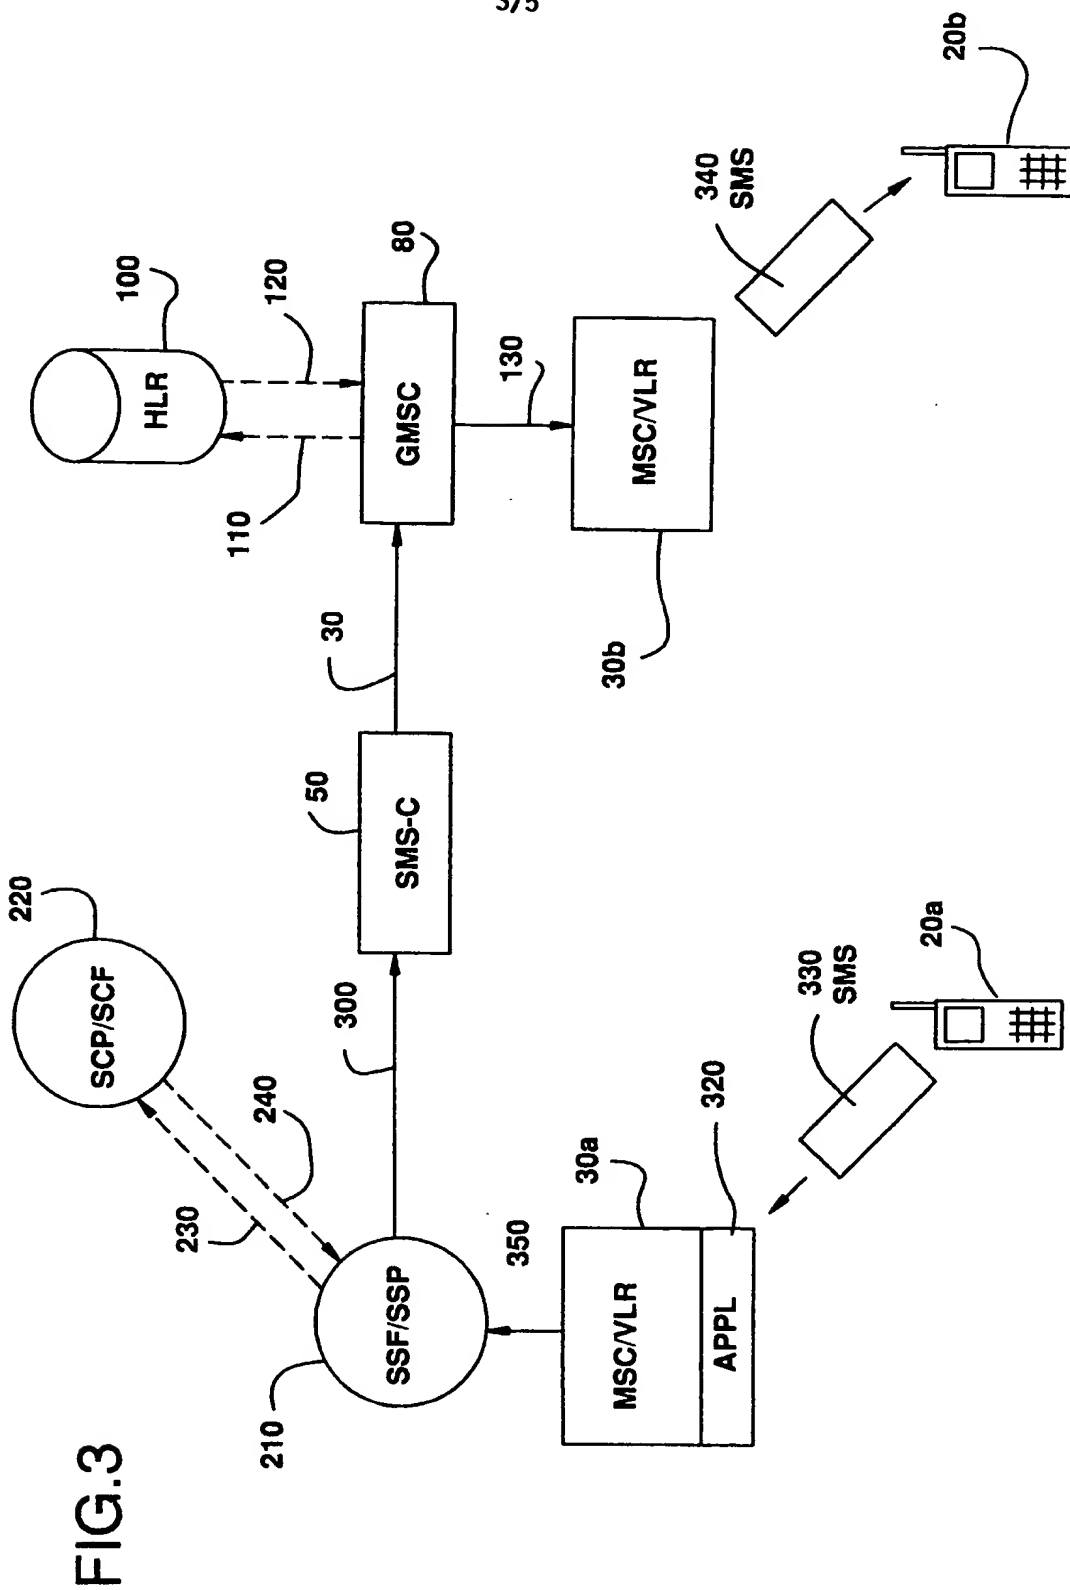 3/5
FIG.3
210
SSF/SSP
230
240
220
SCP/SCF
300
50
SMS-C
30
110
100
HLR
120
80
GMSC
130
30b
MSC/VLR
340
SMS
20b
350
30a
MSC/VLR
APPL
320
330
SMS
20a